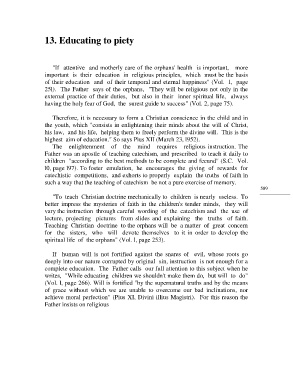 13. Educating to piety
"If attentive and motherly care of the orphans' health is important, more
important is their education in religious principles, which must be the basis
of their education and of their temporal and eternal happiness" (Vol. 1, page
251). The Father says of the orphans, "They will be religious not only in the
external practice of their duties, but also in their inner spiritual life, always
having the holy fear of God, the surest guide to success" (Vol. 2, page 75).
Therefore, it is necessary to form a Christian conscience in the child and in
the youth, which "consists in enlightening their minds about the will of Christ,
his law, and his life, helping them to freely perform the divine will. This is the
highest aim of education." So says Pius XII (March 23, 1952).
The enlightenment of the mind requires religious instruction. The
Father was an apostle of teaching catechism, and prescribed to teach it daily to
children "according to the best methods to be complete and fecund" (S.C. Vol.
10, page 197). To foster emulation, he encourages the giving of rewards for
catechistic competitions, and exhorts to properly explain the truths of faith in
such a way that the teaching of catechism be not a pure exercise of memory.
509
"To teach Christian doctrine mechanically to children is nearly useless. To
better impress the mysteries of faith in the children's tender minds, they will
vary the instruction through careful wording of the catechism and the use of
lecture, projecting pictures from slides and explaining the truths of faith.
Teaching Christian doctrine to the orphans will be a matter of great concern
for the sisters, who will devote themselves to it in order to develop the
spiritual life of the orphans" (Vol. 1, page 253).
If human will is not fortified against the snares of evil, whose roots go
deeply into our nature corrupted by original sin, instruction is not enough for a
complete education. The Father calls our full attention to this subject when he
writes, "While educating children we shouldn't make them do, but will to do"
(Vol. 1, page 266). Will is fortified "by the supernatural truths and by the means
of grace without which we are unable to overcome our bad inclinations, nor
achieve moral perfection" (Pius XI, Divini Illius Magistri). For this reason the
Father insists on religious